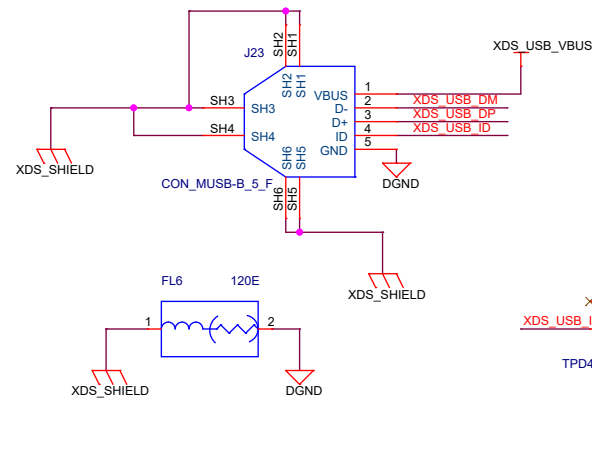 SH2
SH1
XDS_USB_VBUS
J23
SH2
SH1
VBUS
1
SH3
SH3
D-
2
XDS_USB_DM
D+
3
XDS_USB_DP
SH4
SH4
ID
4
XDS_USB_ID
GND
5
SH6
SH5
XDS_SHIELD
CON_MUSB-B_5_F
DGND
SH6
SH5
FL6
120E
XDS_SHIELD
1
2
XDS_USB_I
TPD4
XDS_SHIELD
DGND